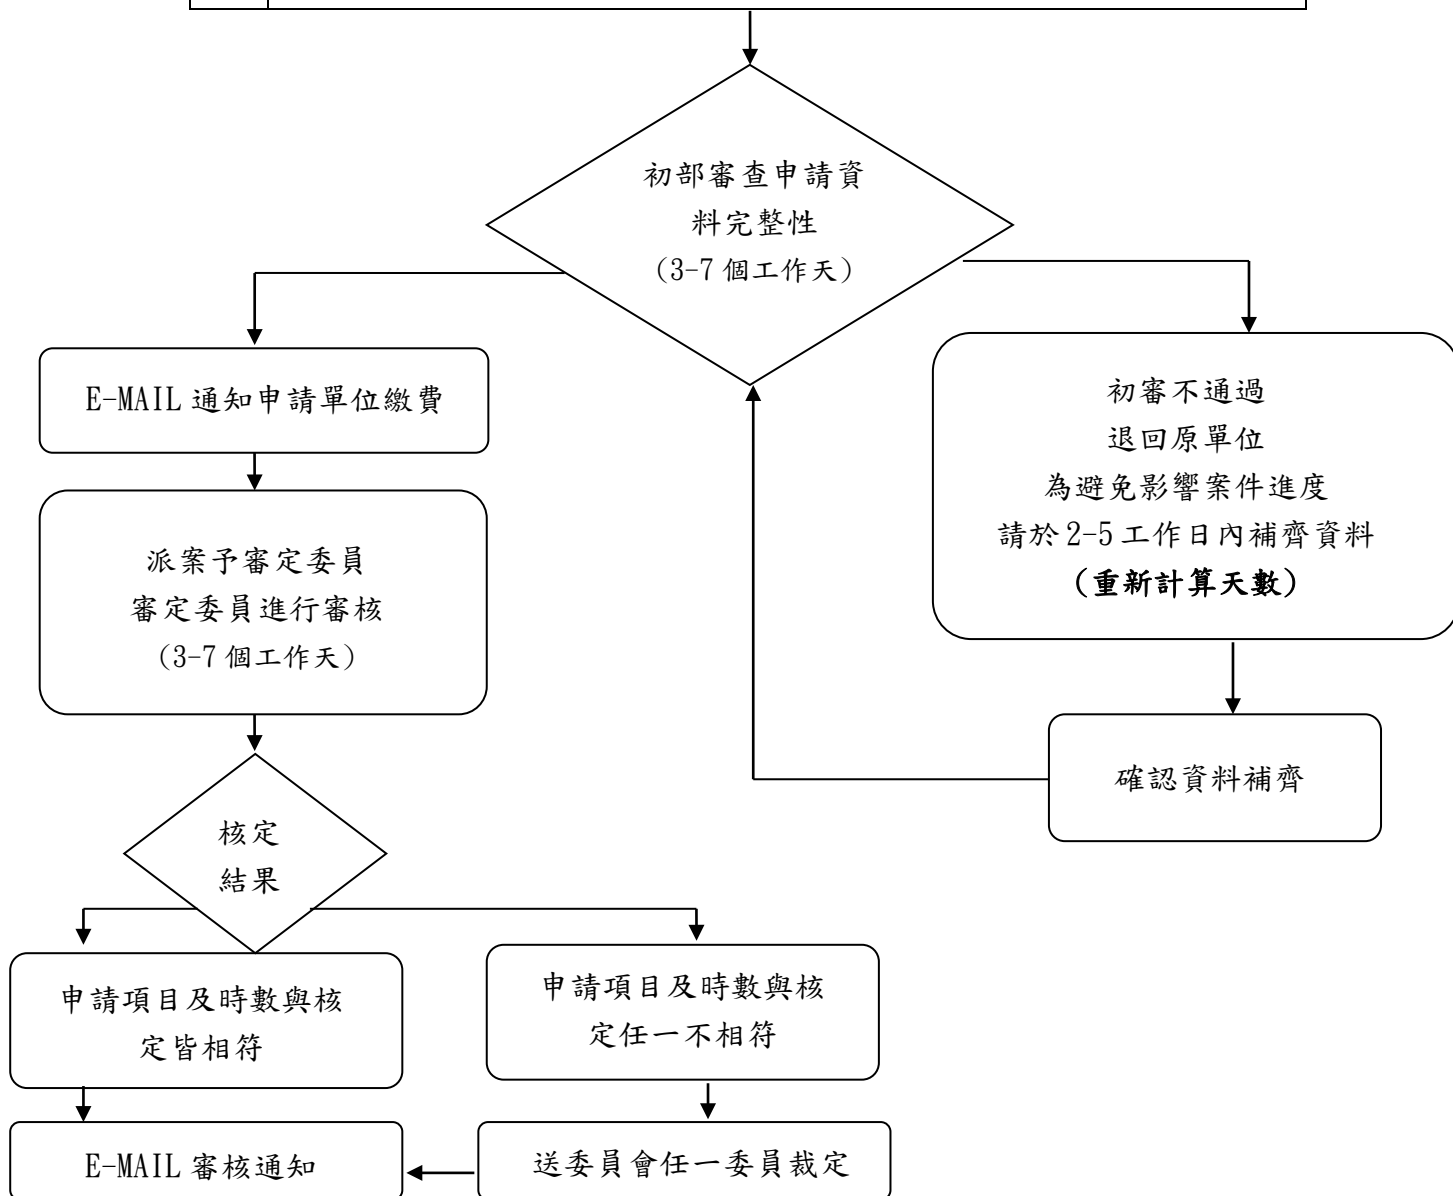 初部審查申請資
料完整性
(3-7 個工作天)
E-MAIL 通知申請單位繳費
初審不通過
退回原單位
為避免影響案件進度
請於 2-5 工作日內補齊資料
(重新計算天數)
派案予審定委員
審定委員進行審核
(3-7 個工作天)
確認資料補齊
核定
結果
申請項目及時數與核
定皆相符
申請項目及時數與核
定任一不相符
E-MAIL 審核通知
送委員會任一委員裁定